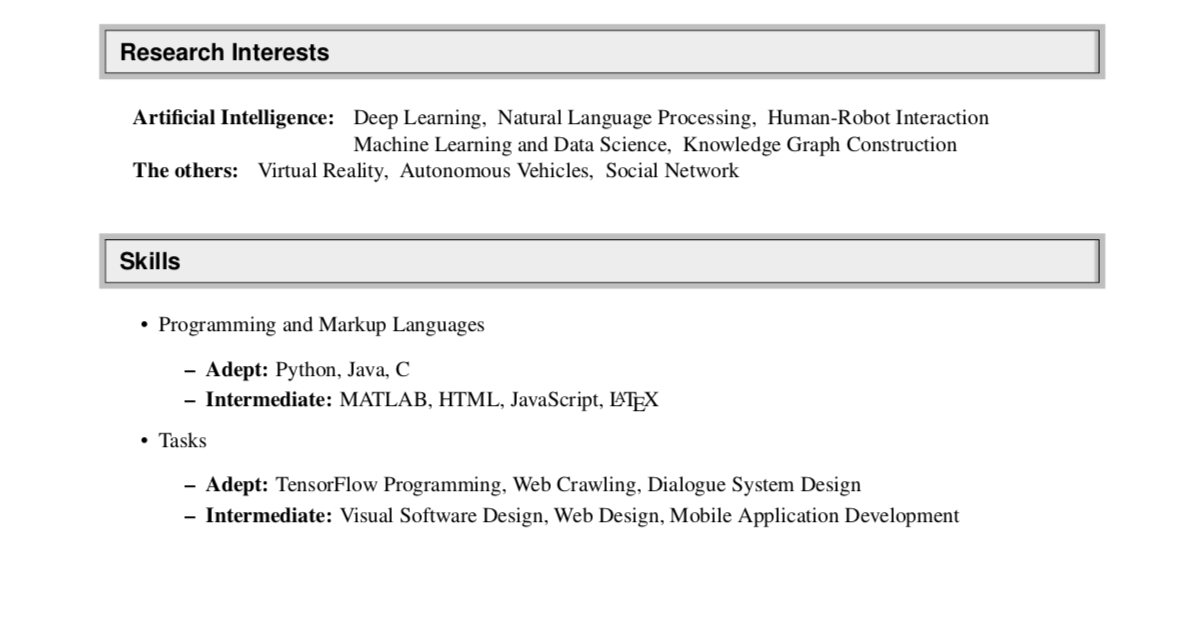 Research Interests
Artificial Intelligence: Deep Learning, Natural Language Processing, Human-Robot Interaction
Machine Learning and Data Science, Knowledge Graph Construction
The others: Virtual Reality, Autonomous Vehicles, Social Network
Skills
• Programming and Markup Languages
– Adept: Python, Java, C
– Intermediate: MATLAB, HTML, JavaScript, LATEX
• Tasks
– Adept: TensorFlow Programming, Web Crawling, Dialogue System Design
– Intermediate: Visual Software Design, Web Design, Mobile Application Development